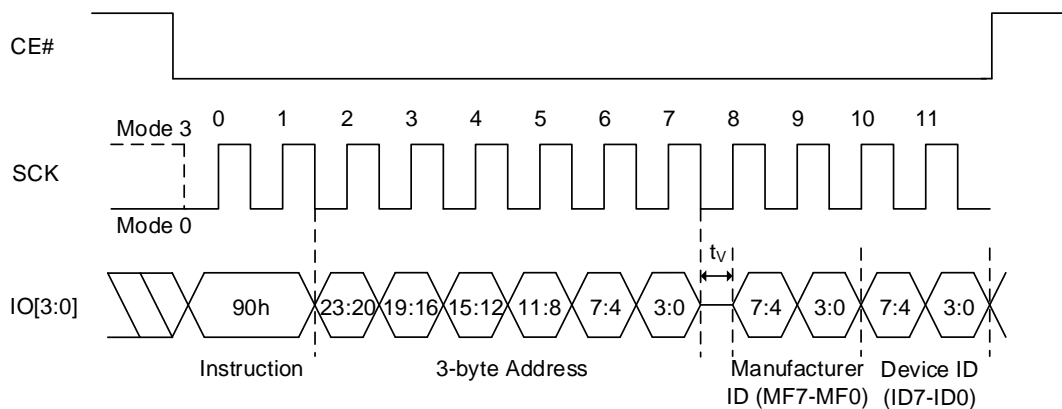 CE#
0 1 2 3 4 5 6 7 8 9 10 11
Mode 3
SCK
Mode 0
tV
IO[3:0] 90h 23:20 19:16 15:12 11:8 7:4 3:0 7:4 3:0 7:4 3:0
Instruction 3-byte Address Manufacturer Device ID
ID (MF7-MF0) (ID7-ID0)